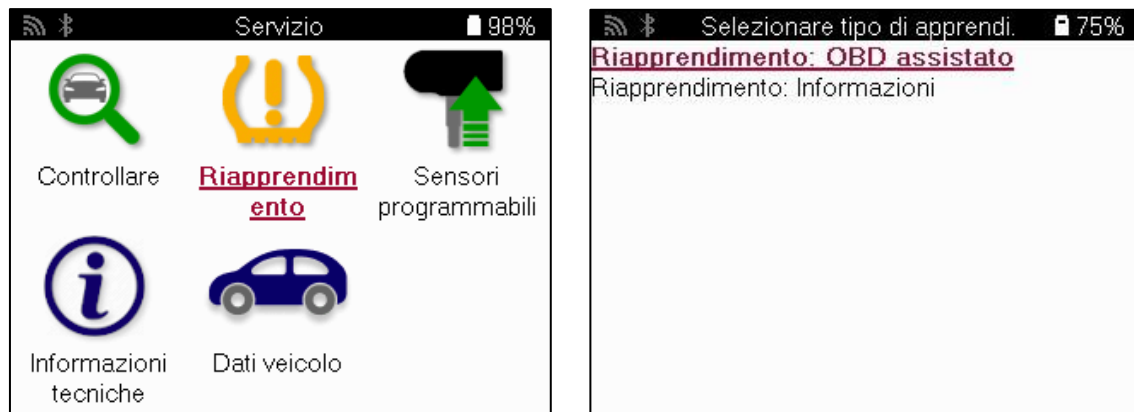 Servizio 98%
Controllare
Riapprendim
ento
Sensori
programmabili
Informazioni
tecniche
Dati veicolo
Selezionare tipo di apprendi. 75%
Riapprendimento: OBD assistato
Riapprendimento: Informazioni